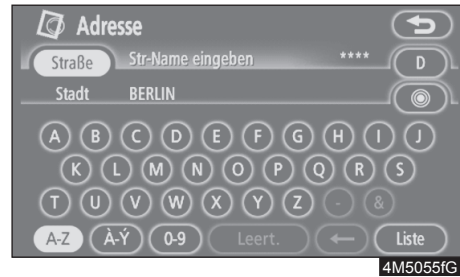 Adresse
Straße Str-Name eingeben **** D
Stadt BERLIN
A B C D E F G H I J
K L M N O P Q R S
T U V W X Y Z - &
A-Z À-Ý 0-9 Leert. ← Liste
4M5055fG